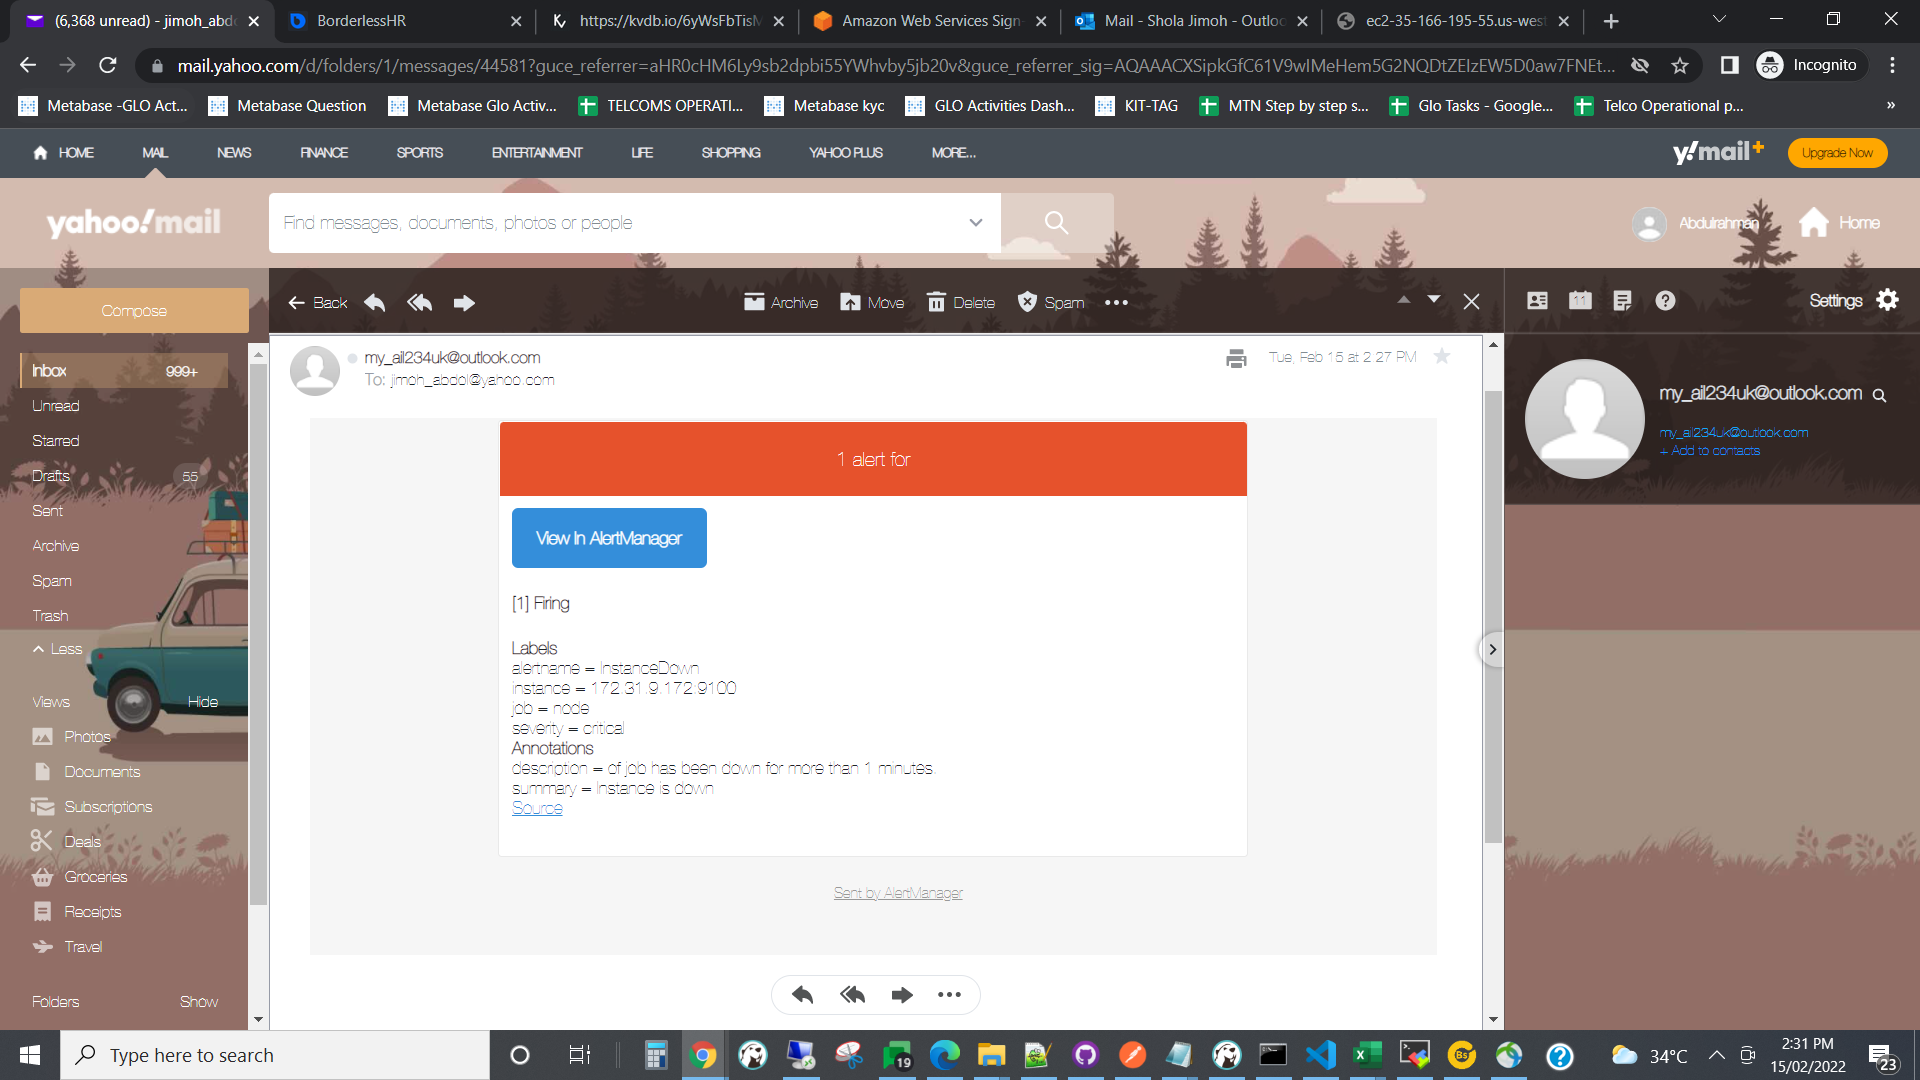 (6,368 unread) - jimoh_abd
BorderlessHR
https://kvdb.io/6yWsFbTisM
Amazon Web Services Sign-
Mail - Shola Jimoh - Outloo
ec2-35-166-195-55.us-west
mail.yahoo.com/d/folders/1/messages/44581?guce_referrer=aHR0cHM6Ly9sb2dpbi55YWhvby5jb20v&guce_referrer_sig=AQAAACXSipkGfC61V9wIMeHem5G2NQDtZEIzEW5D0aw7FNEt...
Incognito
Metabase -GLO Act...
Metabase Question
Metabase Glo Activ...
TELCOMS OPERATI...
Metabase kyc
GLO Activities Dash...
KIT-TAG
MTN Step by step s...
Glo Tasks - Google...
Telco Operational p...
»
HOME
MAIL
NEWS
FINANCE
SPORTS
ENTERTAINMENT
LIFE
SHOPPING
YAHOO PLUS
MORE...
y!mail+
Upgrade Now
yahoo!mail
Find messages, documents, photos or people
Abdulrahman
Home
Compose
Back
Archive
Move
Delete
Spam
11
Settings
Inbox
999+
Unread
Starred
Drafts
55
Sent
Archive
Spam
Trash
Less
Views
Hide
Photos
Documents
Subscriptions
Deals
Groceries
Receipts
Travel
Folders
Show
my_ail234uk@outlook.com
To: jimoh_abdol@yahoo.com
Tue, Feb 15 at 2:27 PM
my_ail234uk@outlook.com
my_ail234uk@outlook.com
+ Add to contacts
1 alert for
View In AlertManager
[1] Firing
Labels
alertname = InstanceDown
instance = 172.31.9.172:9100
job = node
severity = critical
Annotations
description = of job has been down for more than 1 minutes.
summary = Instance is down
Source
Sent by AlertManager
Type here to search
19
Bs
34°C
2:31 PM
15/02/2022
23